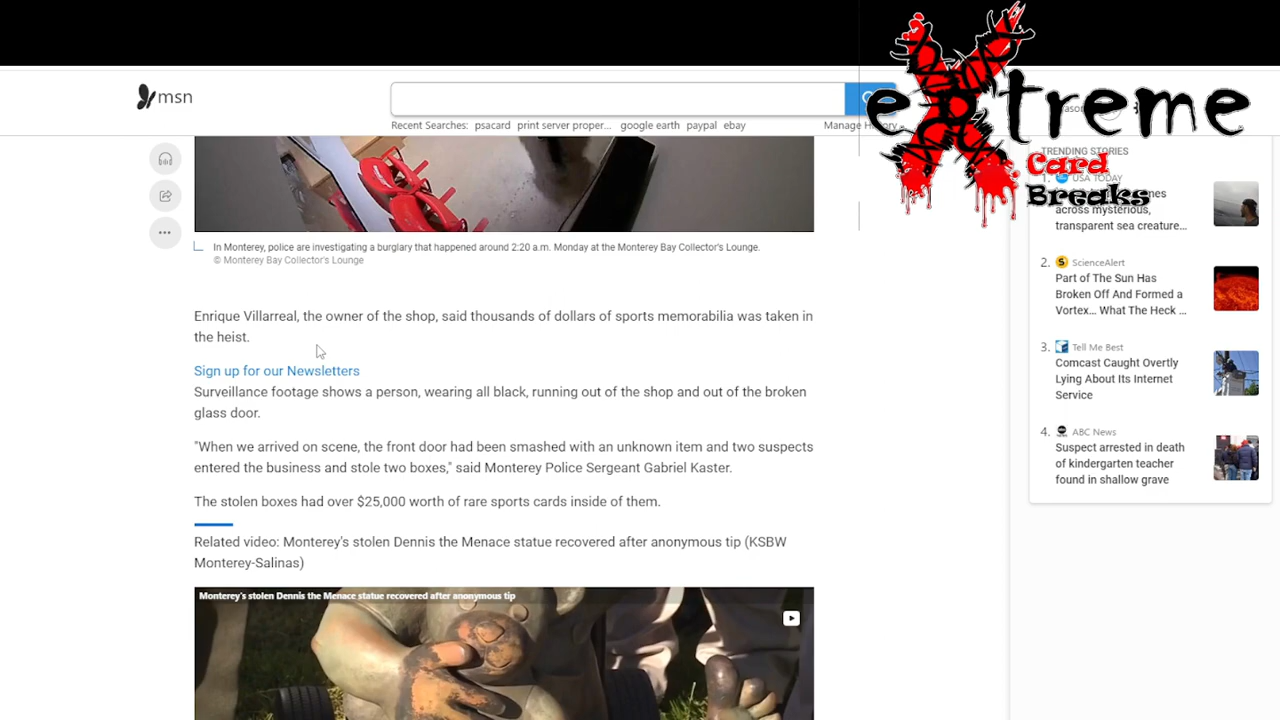 msn
Recent Searches: psacard print server proper... google earth paypal ebay
Manage
extreme
Card
Breaks
TRENDING STORIES
1. USA TODAY
across mysterious,
transparent sea creature...
2. ScienceAlert
Part of The Sun Has
Broken Off And Formed a
Vortex... What The Heck ...
3. Tell Me Best
Comcast Caught Overtly
Lying About Its Internet
Service
4. ABC News
Suspect arrested in death
of kindergarten teacher
found in shallow grave
In Monterey, police are investigating a burglary that happened around 2:20 a.m. Monday at the Monterey Bay Collector's Lounge.
© Monterey Bay Collector's Lounge
Enrique Villarreal, the owner of the shop, said thousands of dollars of sports memorabilia was taken in
the heist.
Sign up for our Newsletters
Surveillance footage shows a person, wearing all black, running out of the shop and out of the broken
glass door.
"When we arrived on scene, the front door had been smashed with an unknown item and two suspects
entered the business and stole two boxes," said Monterey Police Sergeant Gabriel Kaster.
The stolen boxes had over $25,000 worth of rare sports cards inside of them.
Related video: Monterey's stolen Dennis the Menace statue recovered after anonymous tip (KSBW
Monterey-Salinas)
Monterey's stolen Dennis the Menace statue recovered after anonymous tip